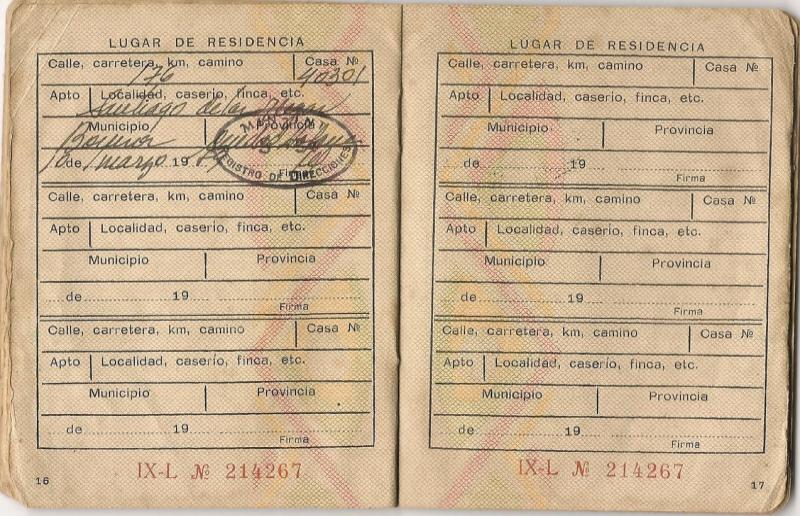 LUGAR DE RESIDENCIA
Calle, carretera, km, camino Casa №
176 40301
Apto Localidad, caserío, finca, etc.
Santiago de las Vegas
Municipio Provincia
Boyeros
16 de marzo 19
Firma
REGISTRO DE DIRECCIONES
Calle, carretera, km, camino Casa №
Apto Localidad, caserío, finca, etc.
Municipio Provincia
de 19
Firma
Calle, carretera, km, camino Casa №
Apto Localidad, caserío, finca, etc.
Municipio Provincia
de 19
Firma
IX-L № 214267
16
LUGAR DE RESIDENCIA
Calle, carretera, km, camino Casa №
Apto Localidad, caserío, finca, etc.
Municipio Provincia
de 19
Firma
Calle, carretera, km, camino Casa №
Apto Localidad, caserío, finca, etc.
Municipio Provincia
de 19
Firma
Calle, carretera, km, camino Casa №
Apto Localidad, caserío, finca, etc.
Municipio Provincia
de 19
Firma
IX-L № 214267
17